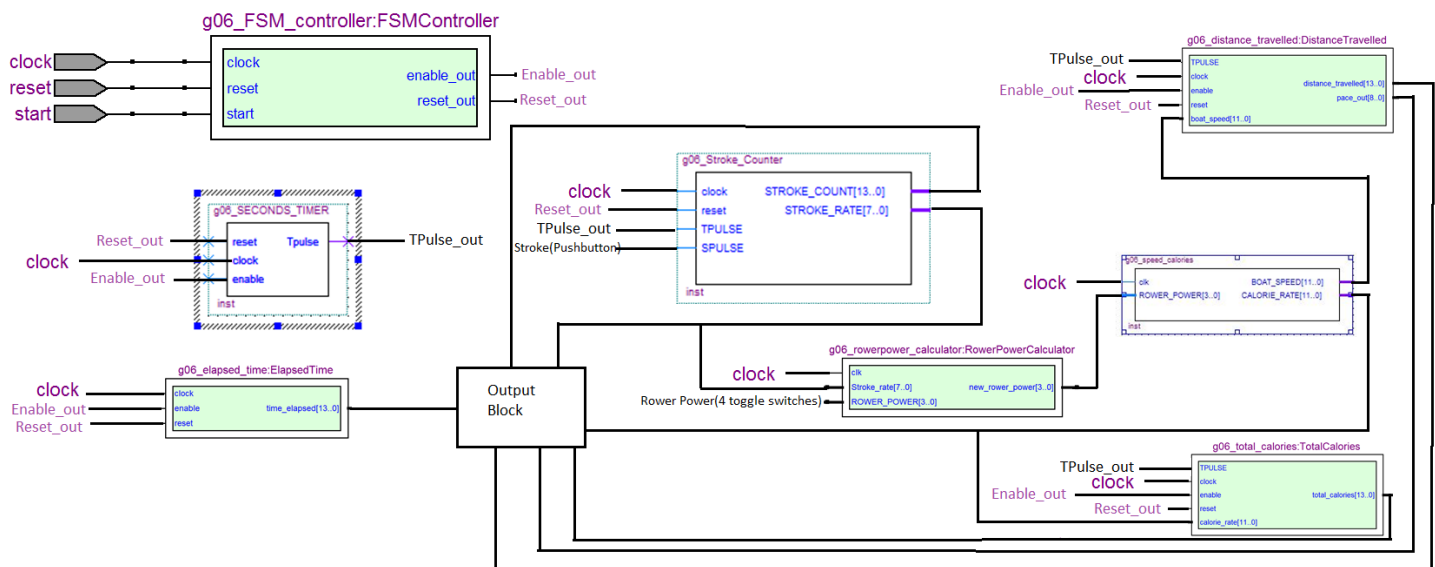 g06_FSM_controller:FSMController
clock
reset
start
clock
reset
start
enable_out
reset_out
Enable_out
Reset_out
g06_SECONDS_TIMER
Reset_out
clock
Enable_out
reset
clock
enable
Tpulse
TPulse_out
inst
g06_elapsed_time:ElapsedTime
clock
Enable_out
Reset_out
clock
enable
reset
time_elapsed[13..0]
Output
Block
g06_Stroke_Counter
clock
Reset_out
TPulse_out
Stroke(Pushbutton)
clock
reset
TPULSE
SPULSE
STROKE_COUNT[13..0]
STROKE_RATE[7..0]
inst
g06_rowerpower_calculator:RowerPowerCalculator
clock
Rower Power(4 toggle switches)
clk
Stroke_rate[7..0]
ROWER_POWER[3..0]
new_rower_power[3..0]
g06_distance_travelled:DistanceTravelled
TPulse_out
clock
Enable_out
Reset_out
TPULSE
clock
enable
reset
boat_speed[11..0]
distance_travelled[13..0]
pace_out[8..0]
g06_speed_calories
clock
clk
ROWER_POWER[3..0]
BOAT_SPEED[11..0]
CALORIE_RATE[11..0]
inst
g06_total_calories:TotalCalories
TPulse_out
clock
Enable_out
Reset_out
TPULSE
clock
enable
reset
calorie_rate[11..0]
total_calories[13..0]